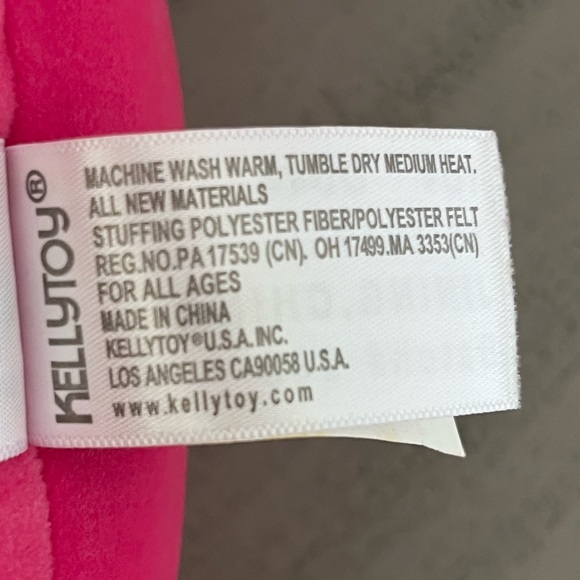 KELLYTOY®
MACHINE WASH WARM, TUMBLE DRY MEDIUM HEAT.
ALL NEW MATERIALS
STUFFING POLYESTER FIBER/POLYESTER FELT
REG.NO.PA 17539 (CN). OH 17499.MA 3353(CN)
FOR ALL AGES
MADE IN CHINA
KELLYTOY®U.S.A. INC.
LOS ANGELES CA90058 U.S.A.
www.kellytoy.com